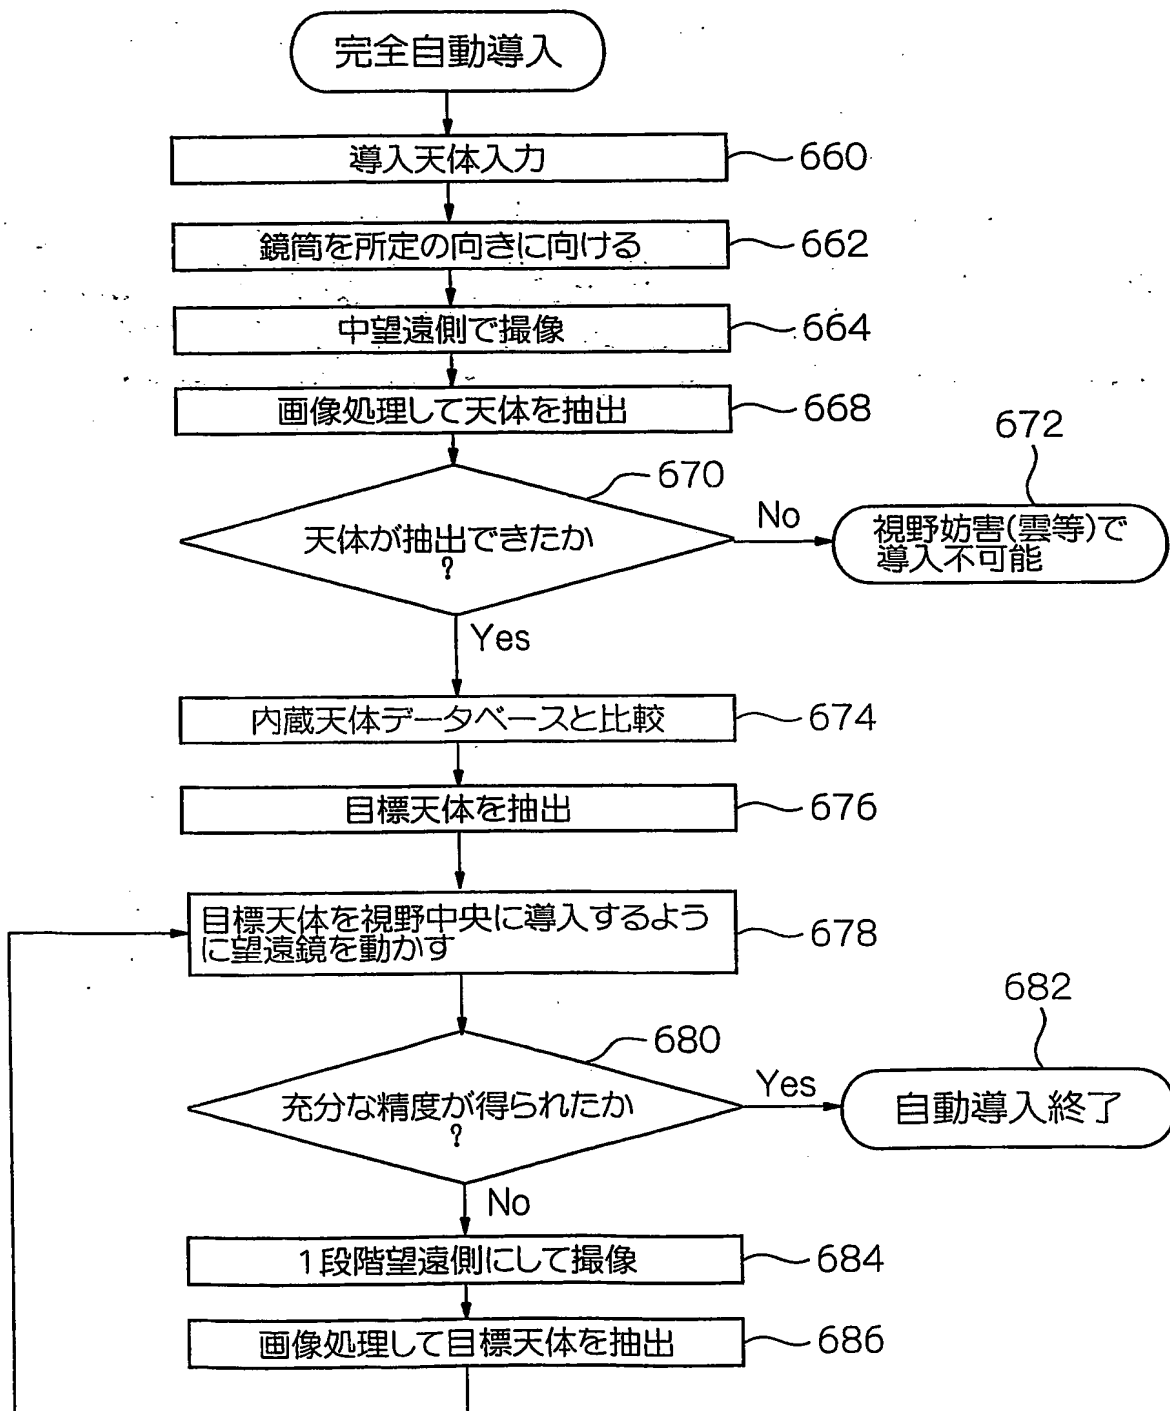 完全自動導入
導入天体入力
660
鏡筒を所定の向きに向ける
662
中望遠側で撮像
664
画像処理して天体を抽出
668
672
670
天体が抽出できたか
?
No
視野妨害(雲等)で
導入不可能
Yes
内蔵天体データベースと比較
674
目標天体を抽出
676
目標天体を視野中央に導入するよう
に望遠鏡を動かす
678
682
680
充分な精度が得られたか
?
Yes
自動導入終了
No
1段階望遠側にして撮像
684
画像処理して目標天体を抽出
686